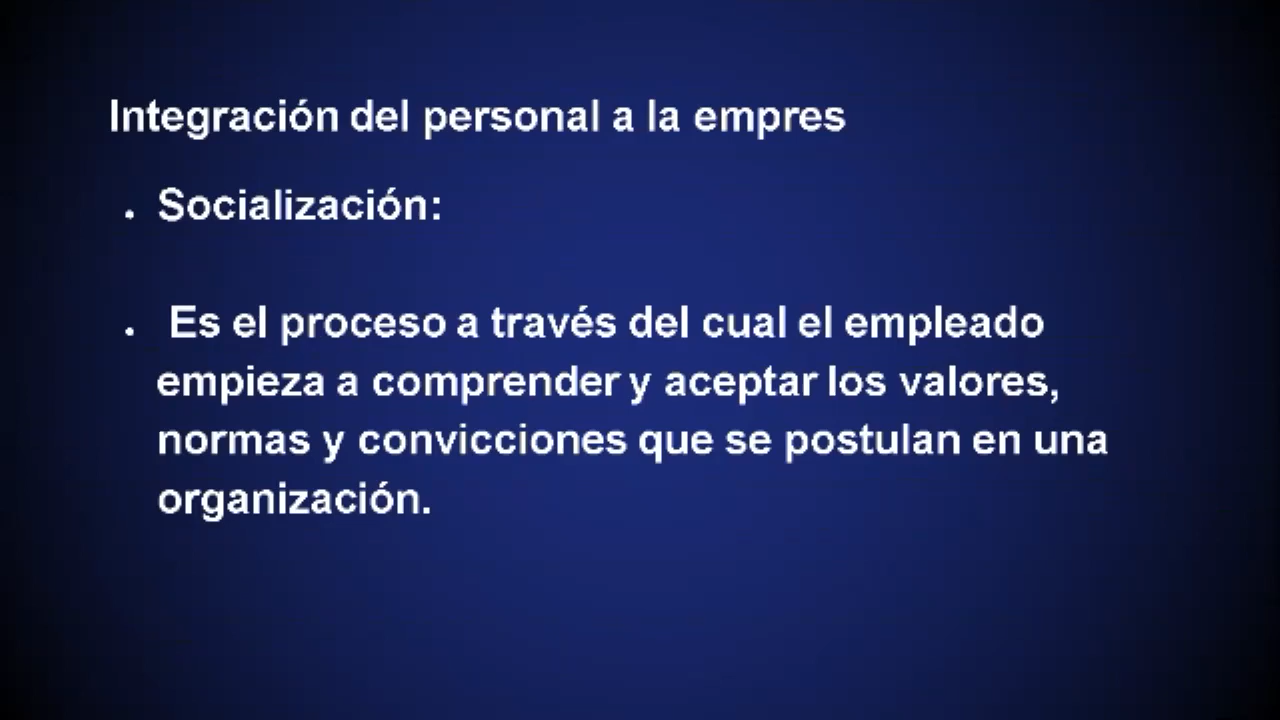 Integración del personal a la empres
. Socialización:
. Es el proceso a través del cual el empleado
empieza a comprender y aceptar los valores,
normas y convicciones que se postulan en una
organización.